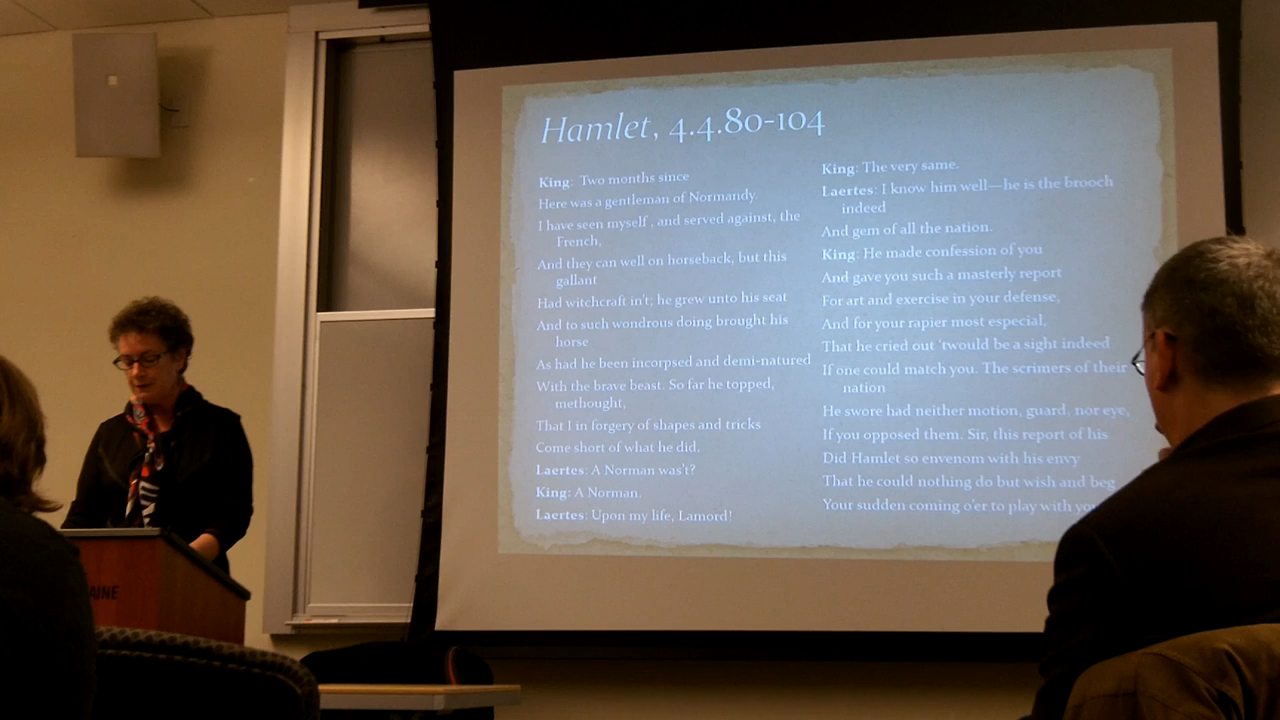 Hamlet, 4.4.80-104
King: Two months since
Here was a gentleman of Normandy.
I have seen myself , and served against, the
French,
And they can well on horseback, but this
gallant
Had witchcraft in't; he grew unto his seat
And to such wondrous doing brought his
horse
As had he been incorpsed and demi-natured
With the brave beast. So far he topped,
methought,
That I in forgery of shapes and tricks
Come short of what he did.
Laertes: A Norman was't?
King: A Norman.
Laertes: Upon my life, Lamord!
King: The very same.
Laertes: I know him well—he is the brooch
indeed
And gem of all the nation.
King: He made confession of you
And gave you such a masterly report
For art and exercise in your defense,
And for your rapier most especial,
That he cried out 'twould be a sight indeed
If one could match you. The scrimers of their
nation
He swore had neither motion, guard, nor eye,
If you opposed them. Sir, this report of his
Did Hamlet so envenom with his envy
That he could nothing do but wish and beg
Your sudden coming o'er to play with
AINE